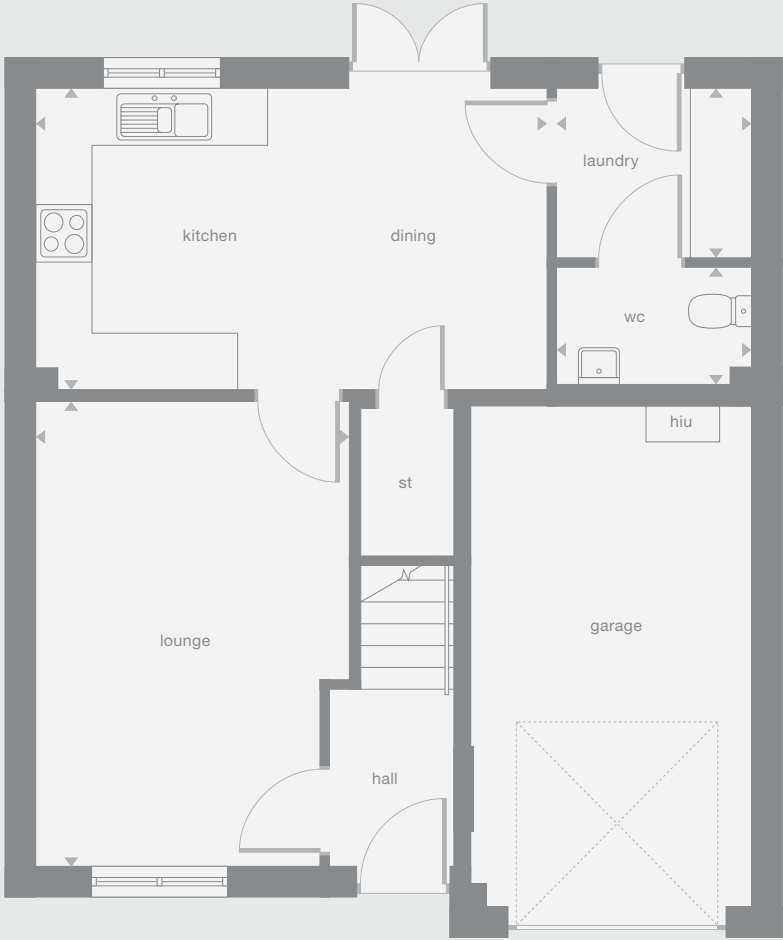 laundry
kitchen
dining
wc
hiu
st
garage
lounge
hall